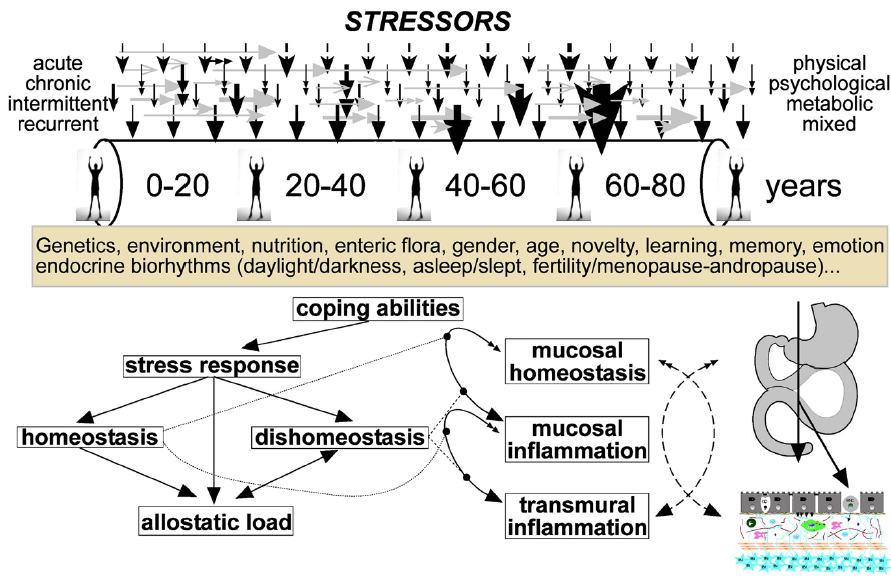 STRESSORS
acute
chronic
intermittent
recurrent
physical
psychological
metabolic
mixed
0-20
20-40
40-60
60-80
years
Genetics, environment, nutrition, enteric flora, gender, age, novelty, learning, memory, emotion
endocrine biorhythms (daylight/darkness, asleep/slept, fertility/menopause-andropause)...
coping abilities
stress response
homeostasis
dishomeostasis
allostatic load
mucosal
homeostasis
mucosal
inflammation
transmural
inflammation